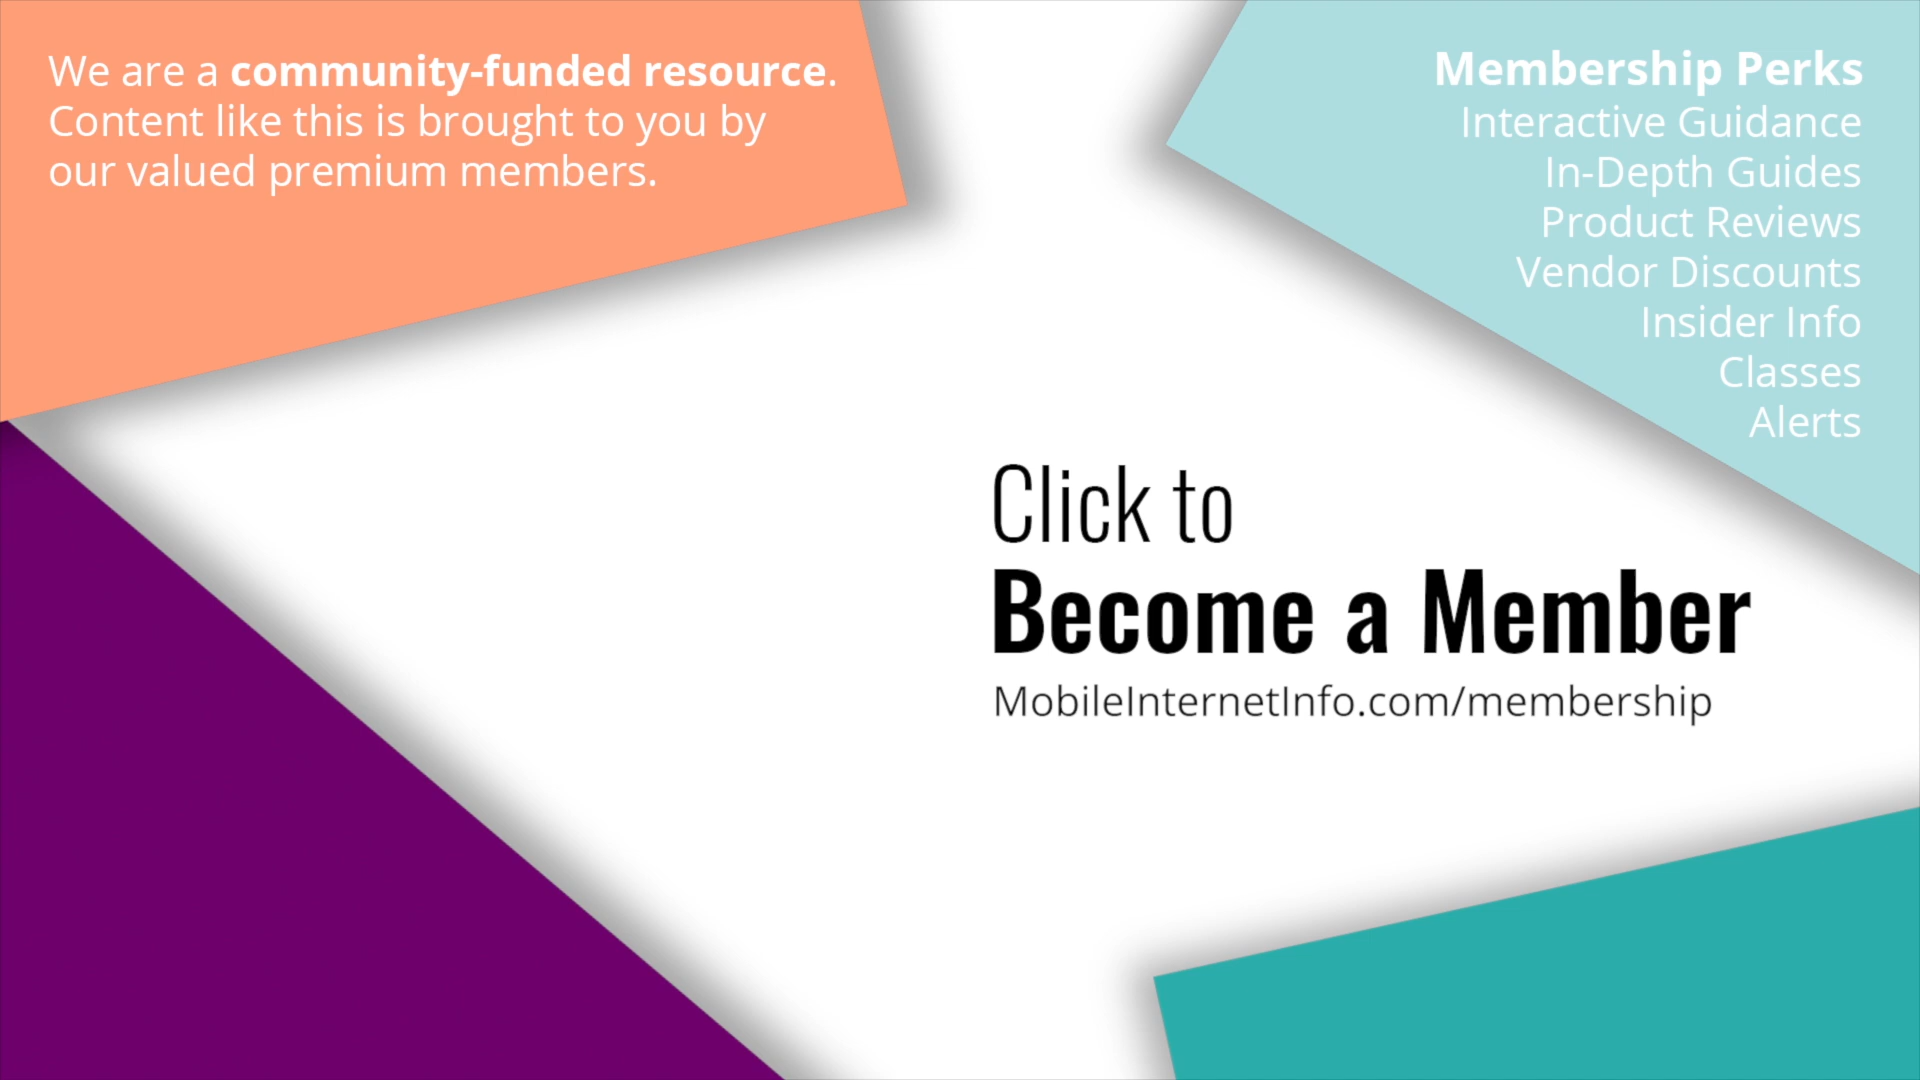 We are a community-funded resource.
Content like this is brought to you by
our valued premium members.
Membership Perks
Interactive Guidance
In-Depth Guides
Product Reviews
Vendor Discounts
Insider Info
Classes
Alerts
Click to
Become a Member
MobileInternetInfo.com/membership